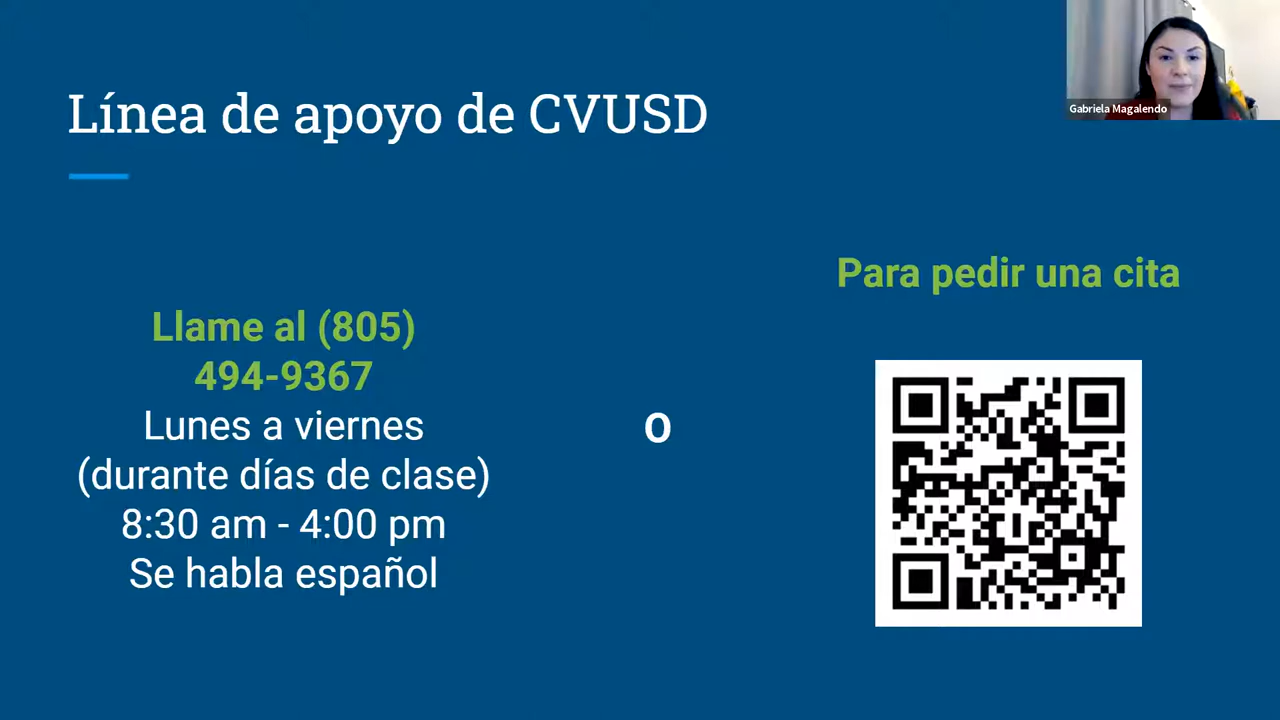 Línea de apoyo de CVUSD
Gabriela Magalendo
Llame al (805)
494-9367
Lunes a viernes
(durante días de clase)
8:30 am - 4:00 pm
Se habla español
o
Para pedir una cita